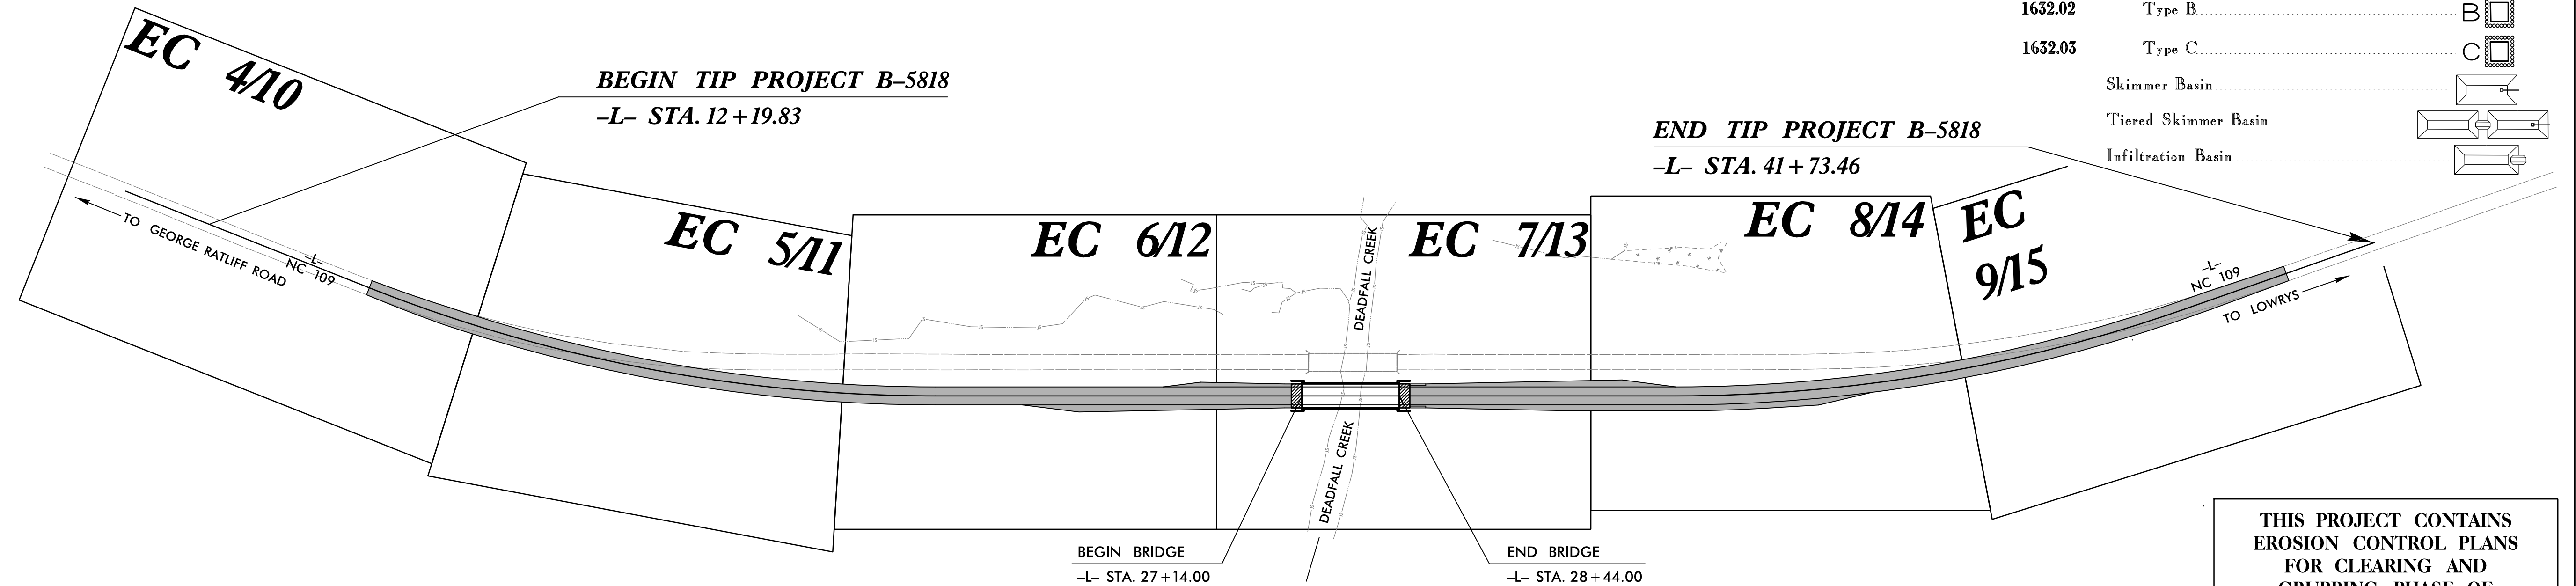 EC 4/10
BEGIN TIP PROJECT B–5818
–L– STA. 12+19.83
TO GEORGE RATLIFF ROAD
–L–
NC 109
EC 5/11
EC 6/12
DEADFALL CREEK
EC 7/13
DEADFALL CREEK
BEGIN BRIDGE
–L– STA. 27+14.00
END BRIDGE
–L– STA. 28+44.00
END TIP PROJECT B–5818
–L– STA. 41+73.46
EC 8/14
EC
9/15
–L–
NC 109
TO LOWRYS
1632.02 Type B B
1632.03 Type C C
Skimmer Basin
Tiered Skimmer Basin
Infiltration Basin
THIS PROJECT CONTAINS
EROSION CONTROL PLANS
FOR CLEARING AND
GRUBBING PHASE OF